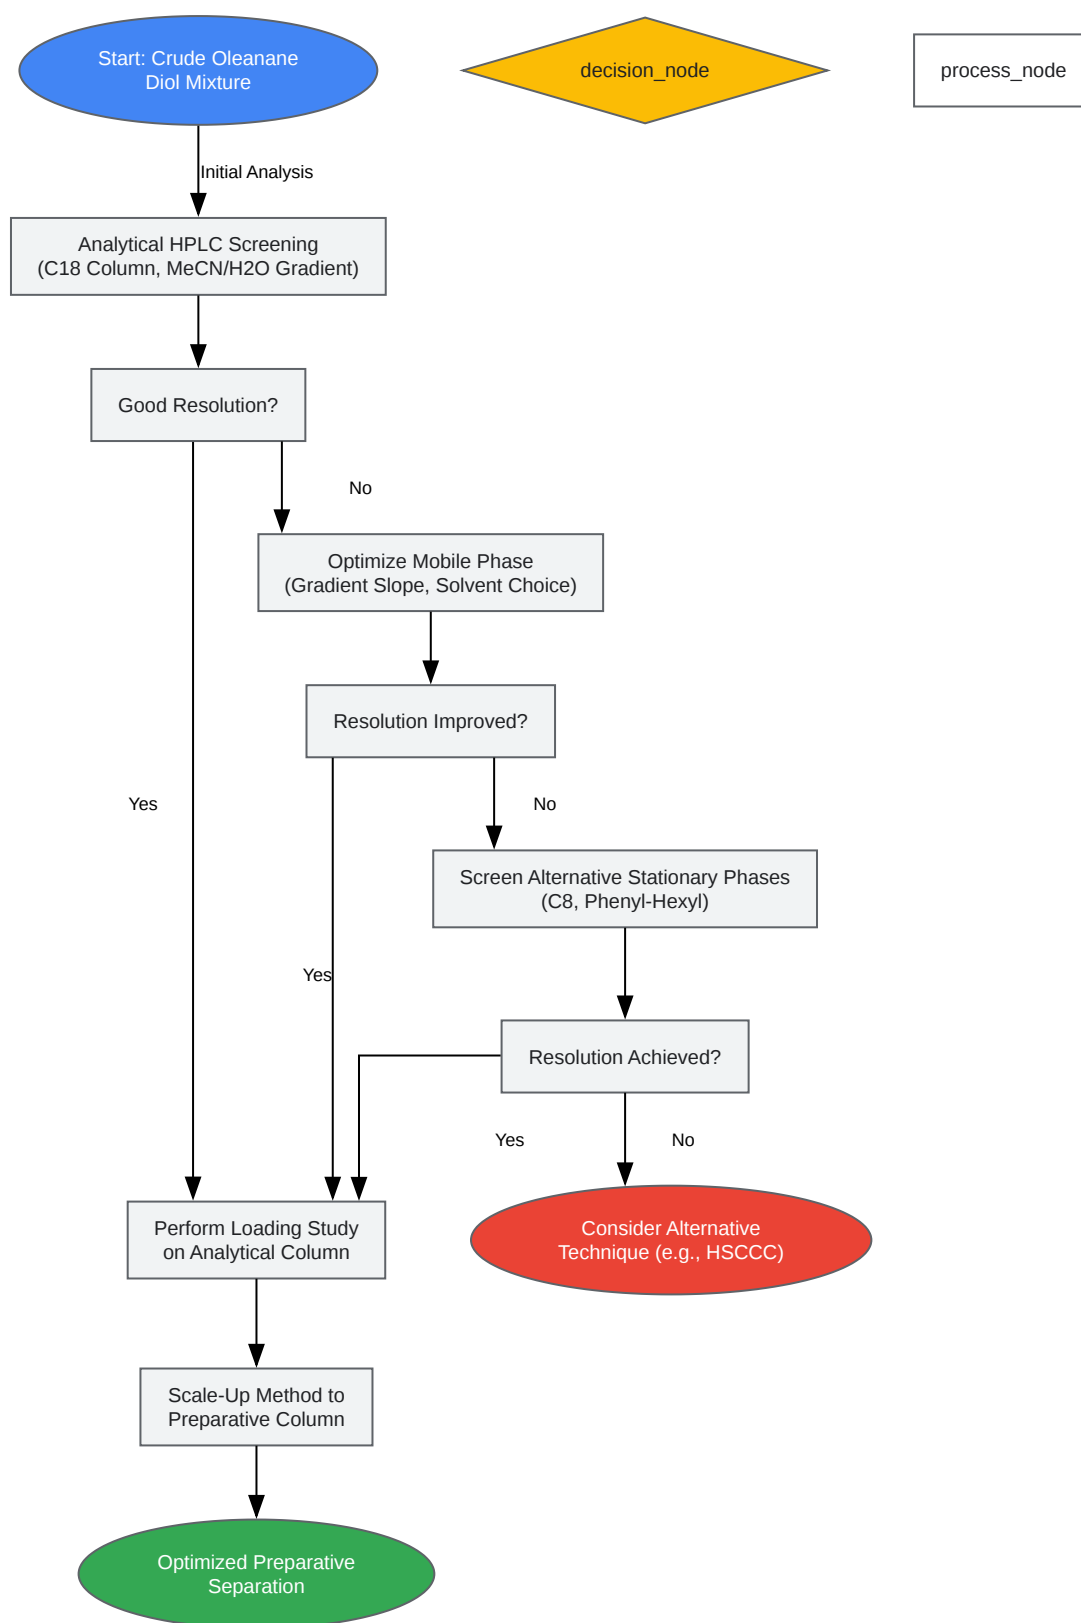 Start: Crude Oleanane
Diol Mixture
decision_node
process_node
Initial Analysis
Analytical HPLC Screening
(C18 Column, MeCN/H2O Gradient)
Good Resolution?
No
Optimize Mobile Phase
(Gradient Slope, Solvent Choice)
Resolution Improved?
Yes
No
Screen Alternative Stationary Phases
(C8, Phenyl-Hexyl)
Yes
Resolution Achieved?
Yes
No
Perform Loading Study
on Analytical Column
Consider Alternative
Technique (e.g., HSCCC)
Scale-Up Method to
Preparative Column
Optimized Preparative
Separation